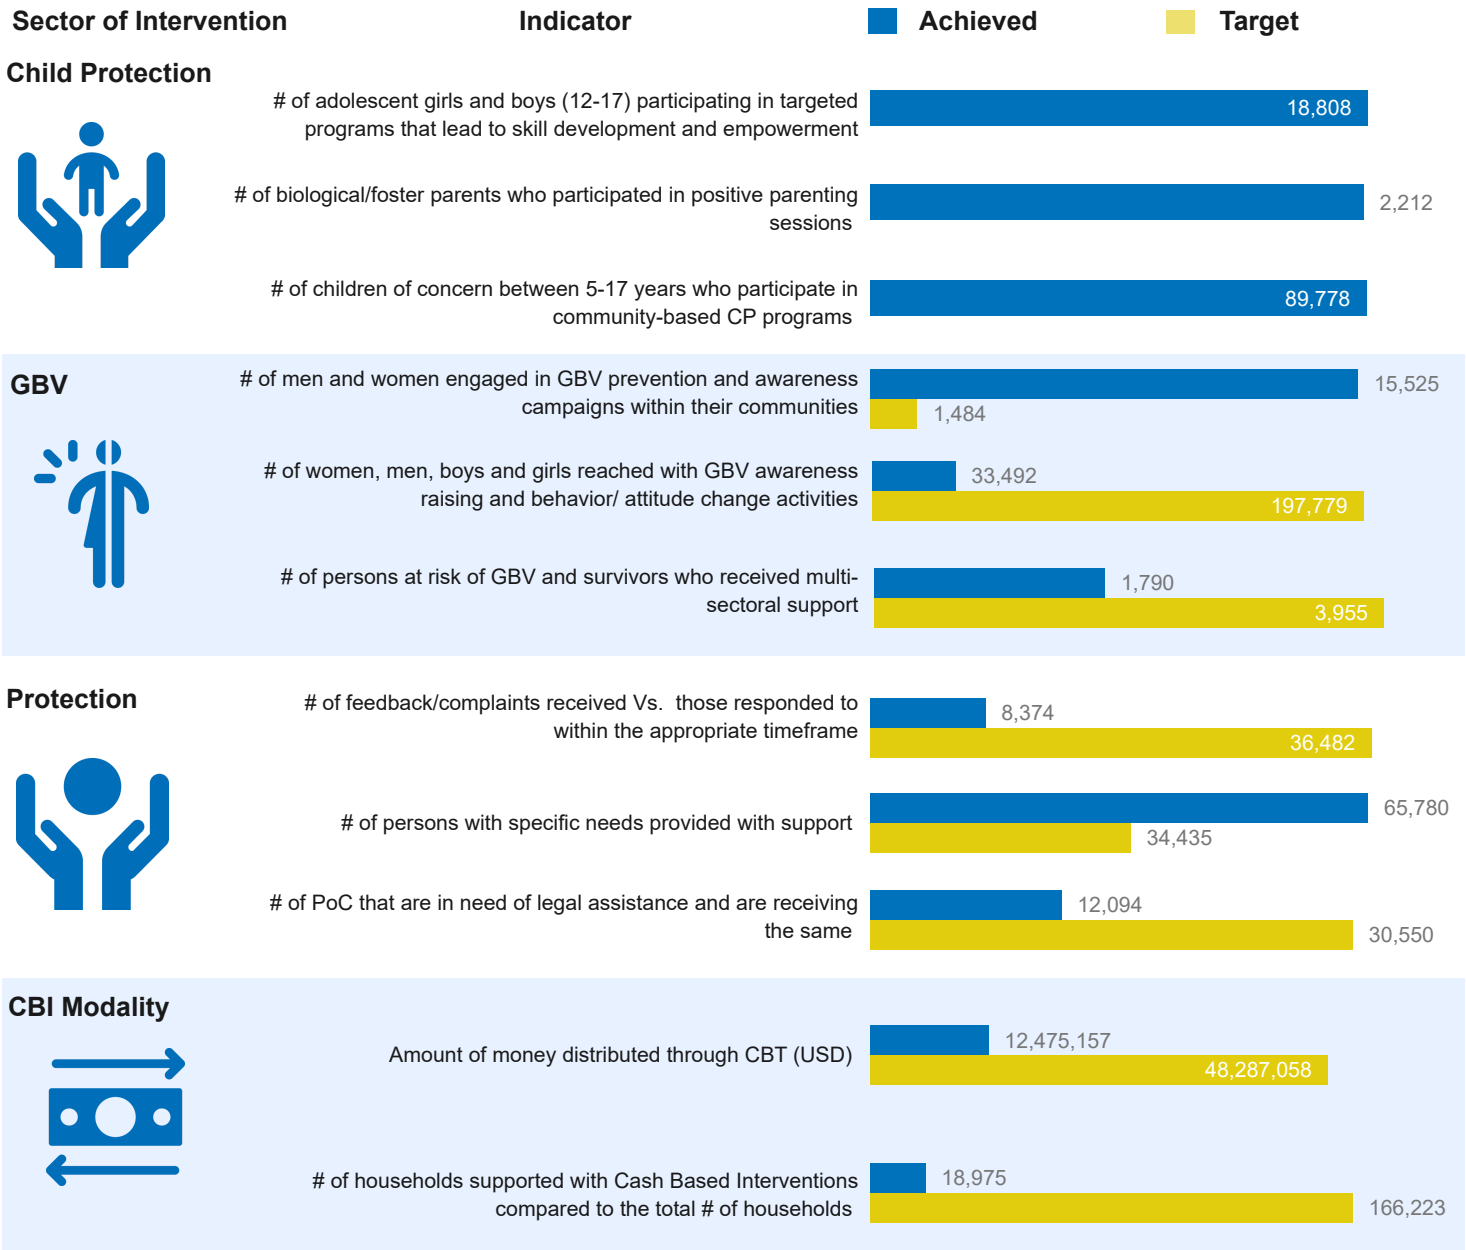 Sector of Intervention Indicator Achieved Target
Child Protection
# of adolescent girls and boys (12-17) participating in targeted
programs that lead to skill development and empowerment
18,808
# of biological/foster parents who participated in positive parenting
sessions
2,212
# of children of concern between 5-17 years who participate in
community-based CP programs
89,778
GBV
# of men and women engaged in GBV prevention and awareness
campaigns within their communities
15,525
1,484
# of women, men, boys and girls reached with GBV awareness
raising and behavior/ attitude change activities
33,492
197,779
# of persons at risk of GBV and survivors who received multi-
sectoral support
1,790
3,955
Protection
# of feedback/complaints received Vs.  those responded to
within the appropriate timeframe
8,374
36,482
# of persons with specific needs provided with support
65,780
34,435
# of PoC that are in need of legal assistance and are receiving
the same
12,094
30,550
CBI Modality
Amount of money distributed through CBT (USD)
12,475,157
48,287,058
# of households supported with Cash Based Interventions
compared to the total # of households
18,975
166,223